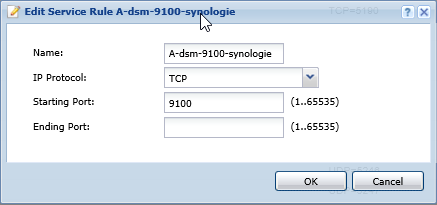 Edit Service Rule A-dsm-9100-synologie
Name: A-dsm-9100-synologie
IP Protocol: TCP
Starting Port: 9100 (1..65535)
Ending Port: (1..65535)
OK Cancel